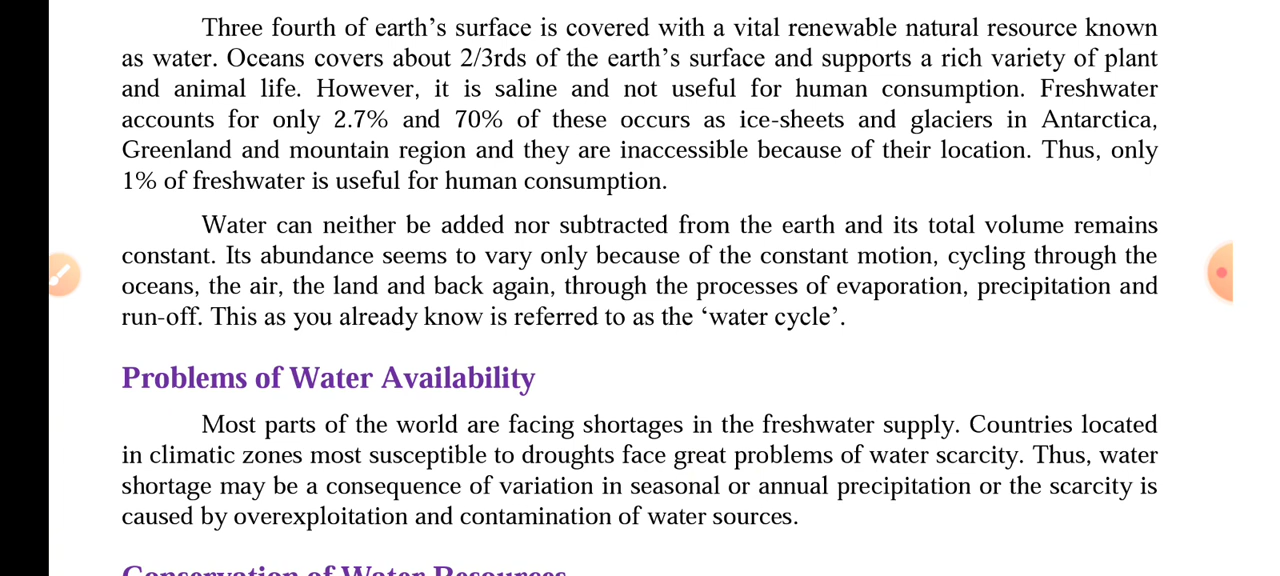 Three fourth of earth’s surface is covered with a vital renewable natural resource known
as water. Oceans covers about 2/3rds of the earth’s surface and supports a rich variety of plant
and animal life. However, it is saline and not useful for human consumption. Freshwater
accounts for only 2.7% and 70% of these occurs as ice-sheets and glaciers in Antarctica,
Greenland and mountain region and they are inaccessible because of their location. Thus, only
1% of freshwater is useful for human consumption.
Water can neither be added nor subtracted from the earth and its total volume remains
constant. Its abundance seems to vary only because of the constant motion, cycling through the
oceans, the air, the land and back again, through the processes of evaporation, precipitation and
run-off. This as you already know is referred to as the ‘water cycle’.
Problems of Water Availability
Most parts of the world are facing shortages in the freshwater supply. Countries located
in climatic zones most susceptible to droughts face great problems of water scarcity. Thus, water
shortage may be a consequence of variation in seasonal or annual precipitation or the scarcity is
caused by overexploitation and contamination of water sources.
Conservation of Water Resources